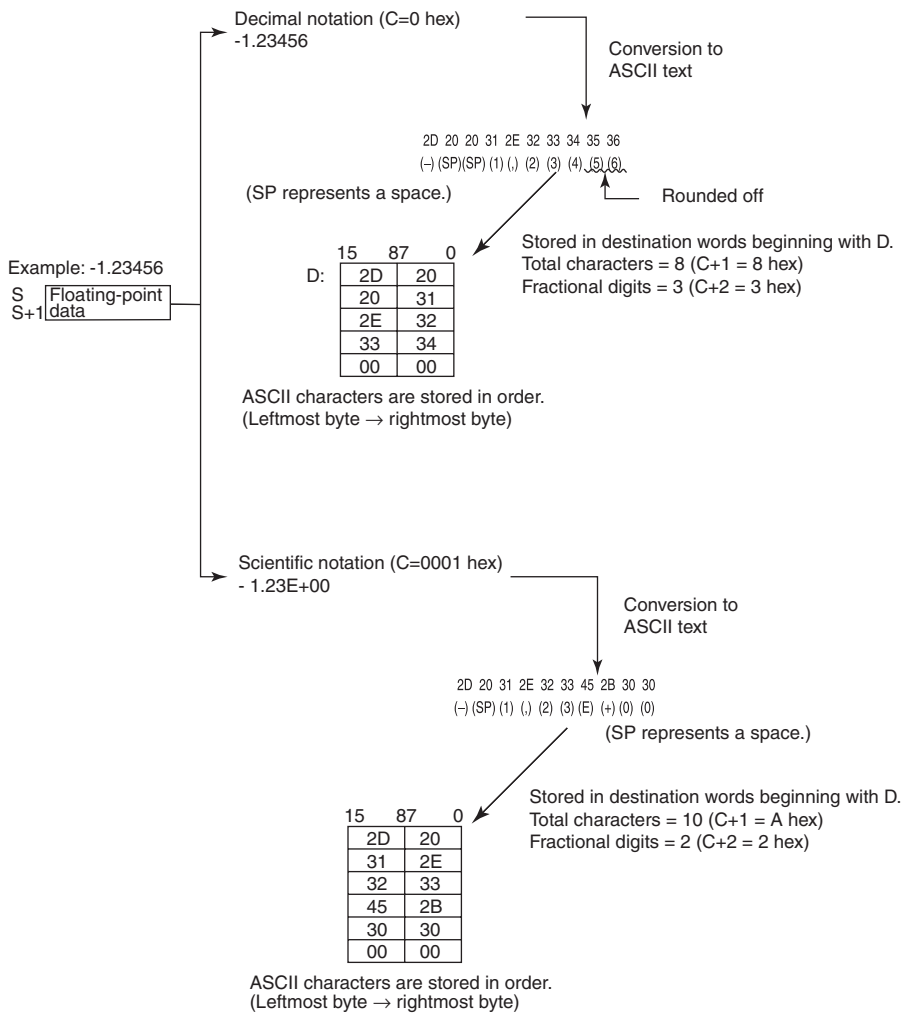 Decimal notation (C=0 hex)
-1.23456
Conversion to
ASCII text
2D 20 20 31 2E 32 33 34 35 36
(–) (SP)(SP) (1) (,) (2) (3) (4) (5) (6)
(SP represents a space.)
Rounded off
Stored in destination words beginning with D.
Total characters = 8 (C+1 = 8 hex)
Fractional digits = 3 (C+2 = 3 hex)
Example: -1.23456
S Floating-point
S+1 data
15 87 0
D: 2D 20
20 31
2E 32
33 34
00 00
ASCII characters are stored in order.
(Leftmost byte → rightmost byte)
Scientific notation (C=0001 hex)
- 1.23E+00
Conversion to
ASCII text
2D 20 31 2E 32 33 45 2B 30 30
(–) (SP) (1) (,) (2) (3) (E) (+) (0) (0)
(SP represents a space.)
Stored in destination words beginning with D.
Total characters = 10 (C+1 = A hex)
Fractional digits = 2 (C+2 = 2 hex)
15 87 0
2D 20
31 2E
32 33
45 2B
30 30
00 00
ASCII characters are stored in order.
(Leftmost byte → rightmost byte)